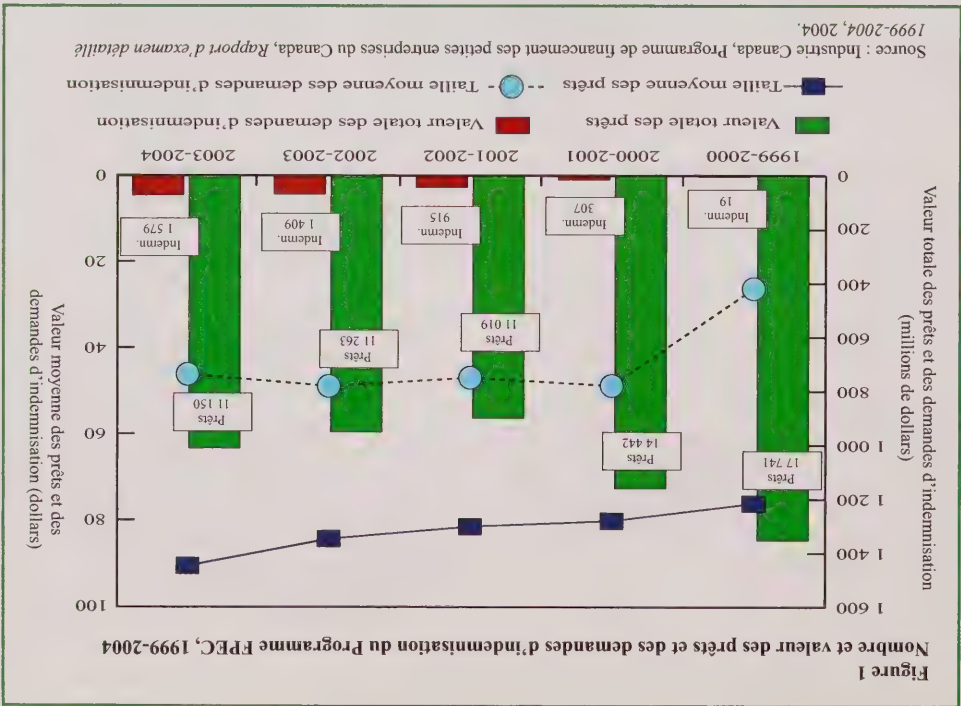 Figure 1
Nombre et valeur des prêts et des demandes d'indemnisation du Programme FPEC, 1999-2004
Valeur totale des prêts et des demandes d'indemnisation
(millions de dollars)
1 600
1 400
1 200
1 000
800
600
400
200
0
Prêts
17 741
Indemn.
19
Prêts
14 442
Indemn.
307
Prêts
11 019
Indemn.
915
Prêts
11 263
Indemn.
1 409
Prêts
11 150
Indemn.
1 579
100
80
60
40
20
0
Valeur moyenne des prêts et des
demandes d'indemnisation (dollars)
1999-2000
2000-2001
2001-2002
2002-2003
2003-2004
Valeur totale des prêts
Valeur totale des demandes d'indemnisation
Taille moyenne des prêts
Taille moyenne des demandes d'indemnisation
Source : Industrie Canada, Programme de financement des petites entreprises du Canada, Rapport d'examen détaillé
1999-2004, 2004.